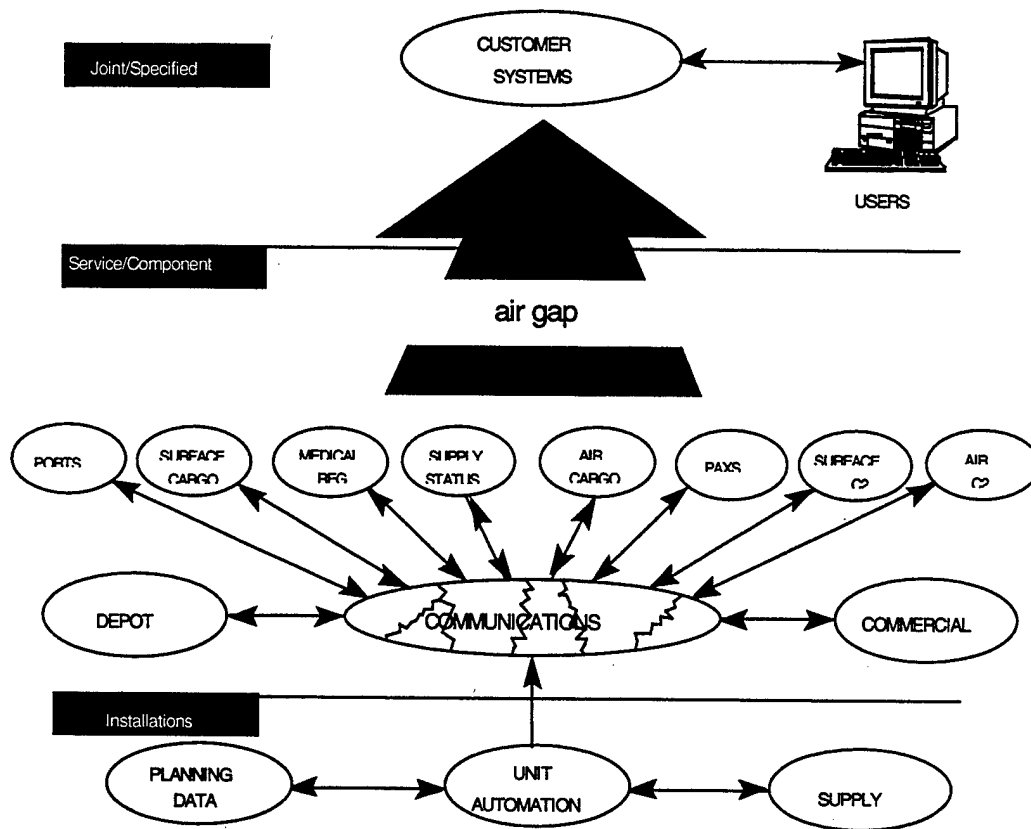 Joint/Specified
CUSTOMER
SYSTEMS
USERS
Service/Component
air gap
PORTS
SURFACE
CARGO
MEDICAL
REG
SUPPLY
STATUS
AIR
CARGO
PAXS
SURFACE
C2
AIR
C2
DEPOT
COMMUNICATIONS
COMMERCIAL
Installations
PLANNING
DATA
UNIT
AUTOMATION
SUPPLY